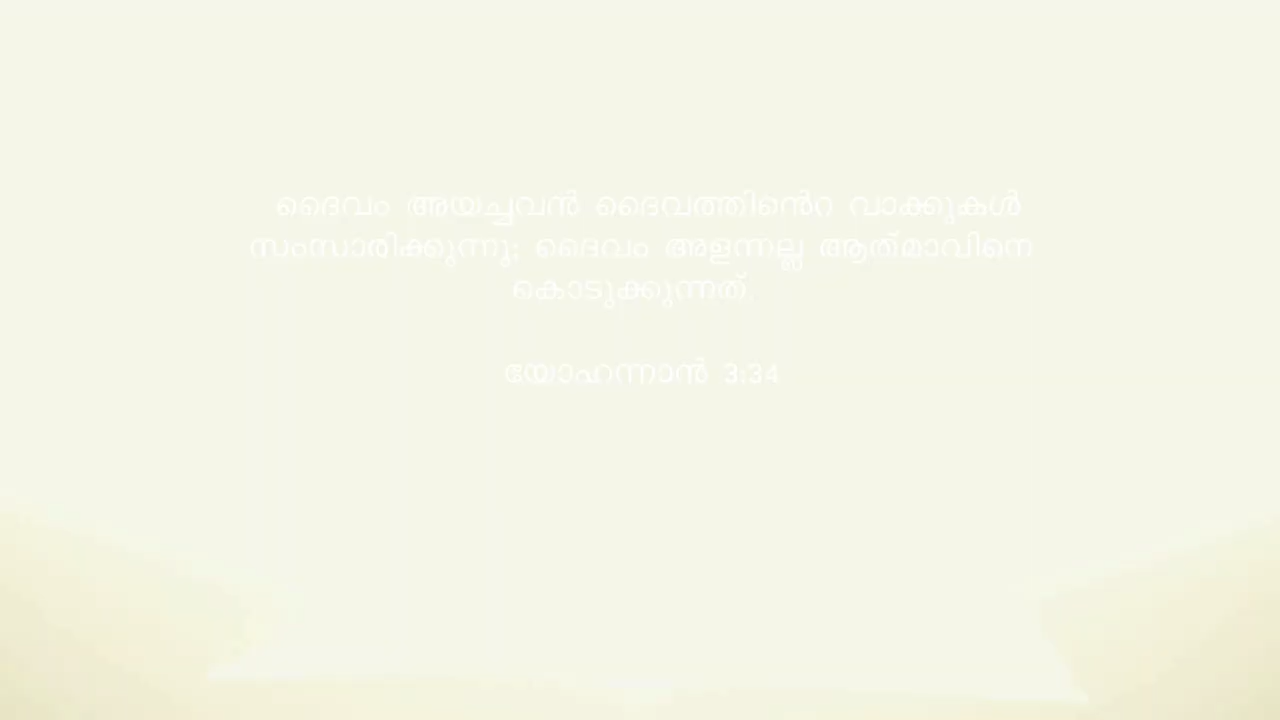 ദൈവം അയച്ചവൻ ദൈവത്തിൻെറ വാക്കുകൾ
സംസാരിക്കുന്നു; ദൈവം അളന്നല്ല ആത്മാവിനെ
കൊടുക്കുന്നത്.
യോഹന്നാൻ 3:34